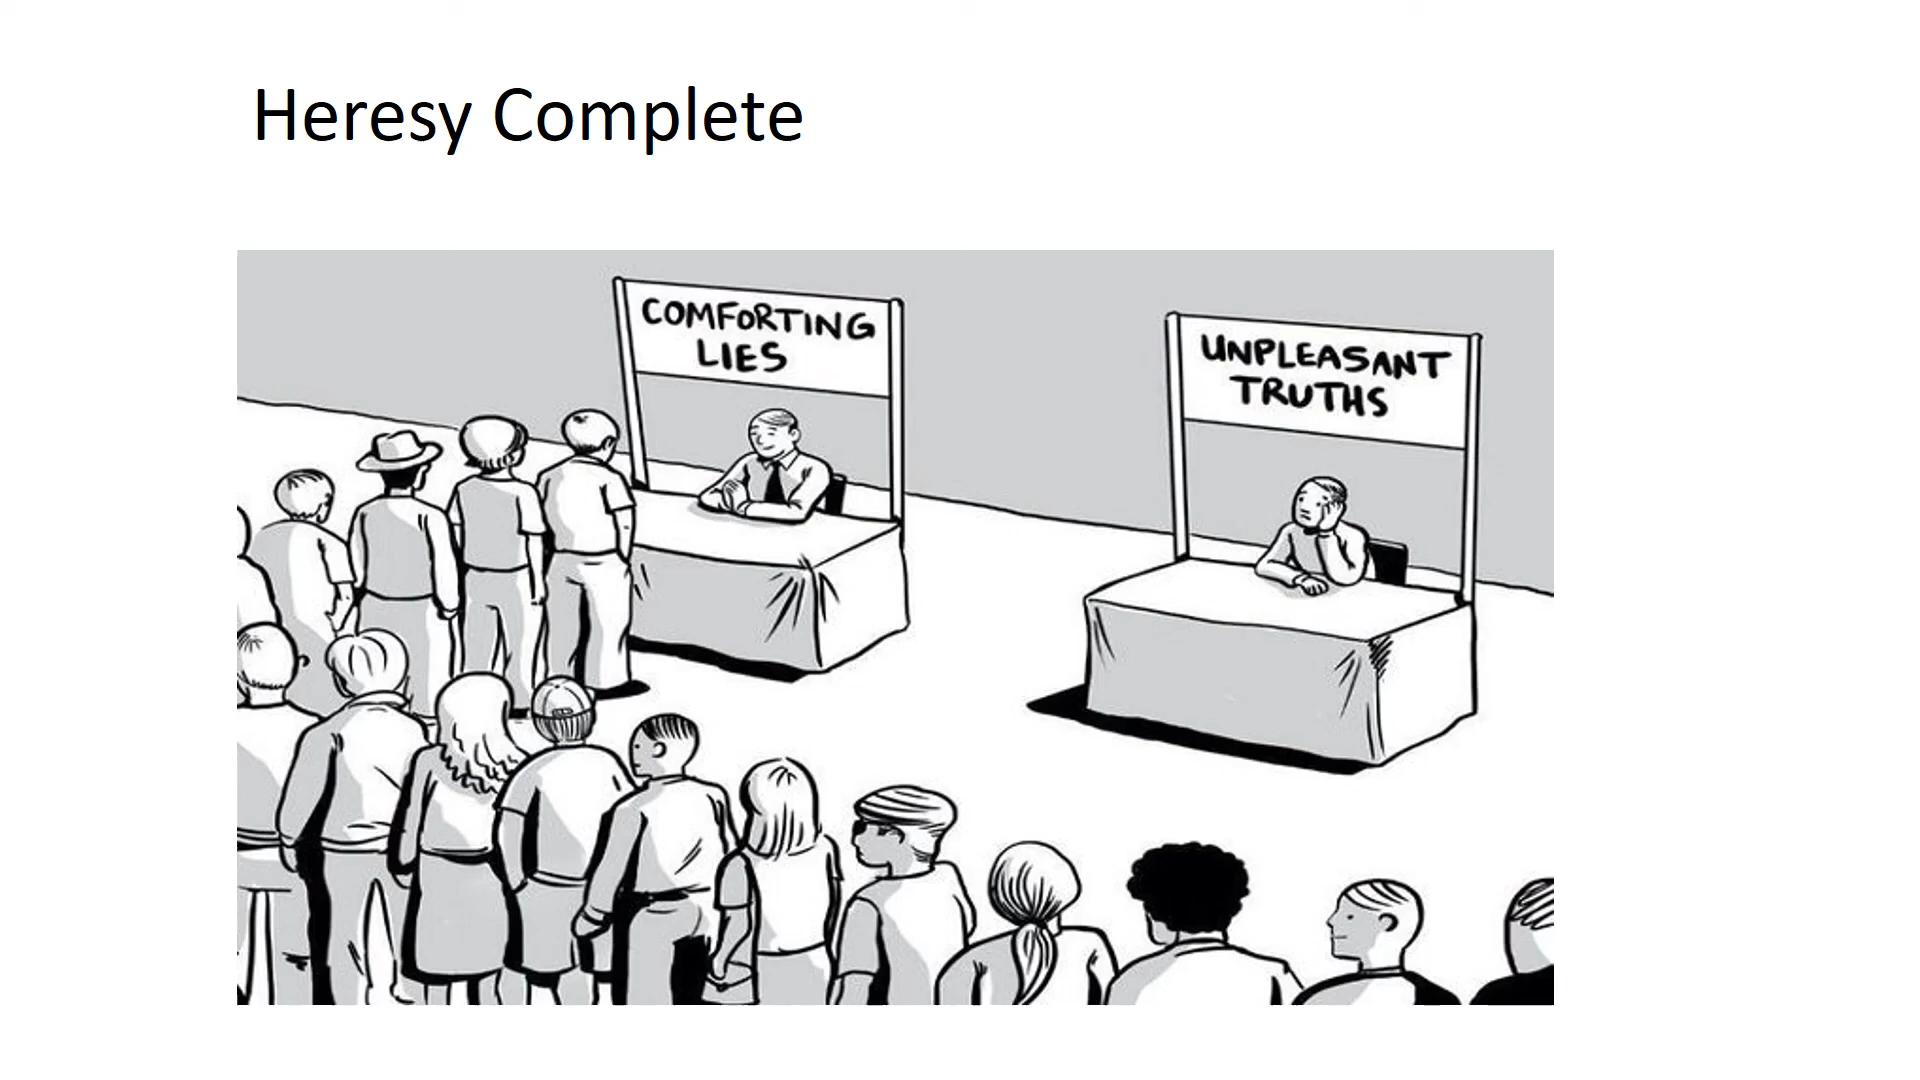 Heresy Complete
COMFORTING
LIES
UNPLEASANT
TRUTHS